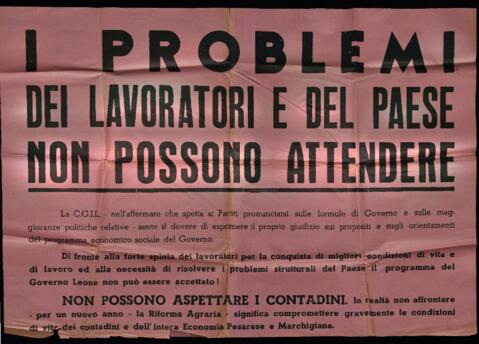 I PROBLEMI
DEI LAVORATORI E DEL PAESE
NON POSSONO ATTENDERE
La C.G.I.L. - nell'affermare che spetta ai Partiti pronunciarsi sulle formule di Governo e sulle mag-
gioranze politiche relative - sente il dovere di esprimere il proprio giudizio sui propositi e sugli orientamenti
del programma economico sociale del Governo.
Di fronte alla forte spinta dei lavoratori per la conquista di migliori condizioni di vita e
di lavoro ed alla necessità di risolvere i problemi strutturali del Paese il programma del
Governo Leone non può essere accettato!
NON POSSONO ASPETTARE I CONTADINI. In realtà non affrontare
- per un nuovo anno - la Riforma Agraria - significa compromettere gravemente le condizioni
di vita dei contadini e dell'intera Economia Pesarese e Marchigiana.